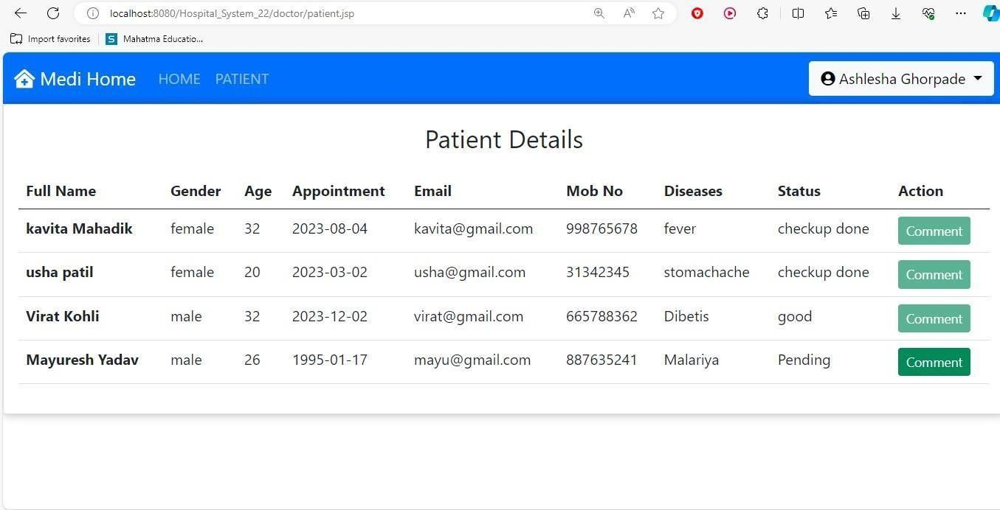 localhost:8080/Hospital_System_22/doctor/patient.jsp
Import favorites S Mahatma Educatio...
Medi Home HOME PATIENT Ashlesha Ghorpade
Patient Details
Full Name Gender Age Appointment Email Mob No Diseases Status Action
kavita Mahadik female 32 2023-08-04 kavita@gmail.com 998765678 fever checkup done Comment
usha patil female 20 2023-03-02 usha@gmail.com 31342345 stomachache checkup done Comment
Virat Kohli male 32 2023-12-02 virat@gmail.com 665788362 Dibetis good Comment
Mayuresh Yadav male 26 1995-01-17 mayu@gmail.com 887635241 Malariya Pending Comment